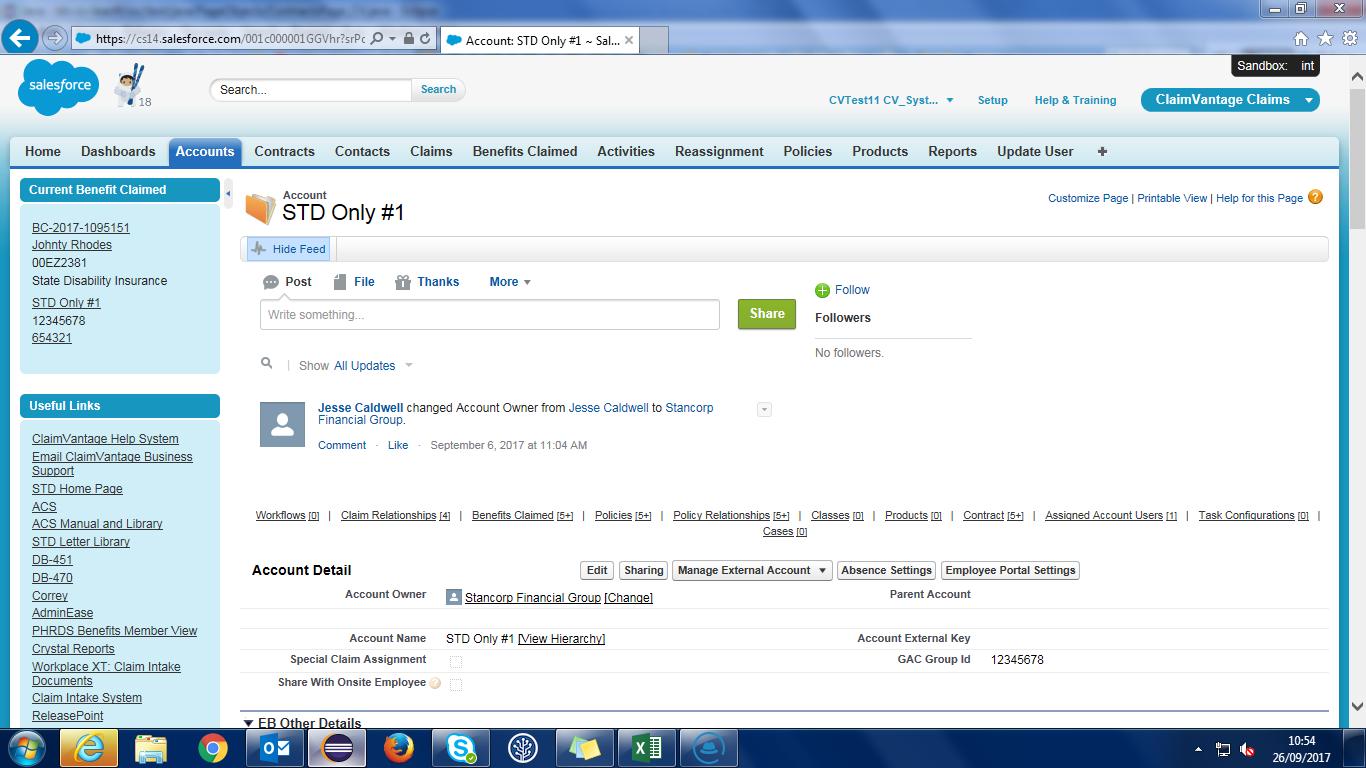 https://cs14.salesforce.com/001c000001GGVhr?srPc
Account: STD Only #1 ~ Sal...
Sandbox: int
salesforce
18
Search...
Search
CVTest11 CV_Syst...
Setup
Help & Training
ClaimVantage Claims
Home Dashboards Accounts Contracts Contacts Claims Benefits Claimed Activities Reassignment Policies Products Reports Update User +
Current Benefit Claimed
BC-2017-1095151
Johnty Rhodes
00EZ2381
State Disability Insurance
STD Only #1
12345678
654321
Useful Links
ClaimVantage Help System
Email ClaimVantage Business
Support
STD Home Page
ACS
ACS Manual and Library
STD Letter Library
DB-451
DB-470
Correy
AdminEase
PHRDS Benefits Member View
Crystal Reports
Workplace XT: Claim Intake
Documents
Claim Intake System
ReleasePoint
Account
STD Only #1
Customize Page | Printable View | Help for this Page ?
Hide Feed
Post File Thanks More
Write something...
Share
Follow
Followers
No followers.
Show All Updates
Jesse Caldwell changed Account Owner from Jesse Caldwell to Stancorp
Financial Group.
Comment · Like · September 6, 2017 at 11:04 AM
Workflows [0] | Claim Relationships [4] | Benefits Claimed [5+] | Policies [5+] | Policy Relationships [5+] | Classes [0] | Products [0] | Contract [5+] | Assigned Account Users [1] | Task Confiqurations [0] |
Cases [0]
Account Detail
Edit Sharing Manage External Account Absence Settings Employee Portal Settings
Account Owner Stancorp Financial Group [Change] Parent Account
Account Name STD Only #1 [View Hierarchy] Account External Key
Special Claim Assignment GAC Group Id 12345678
Share With Onsite Employee ?
EB Other Details
10:54
26/09/2017